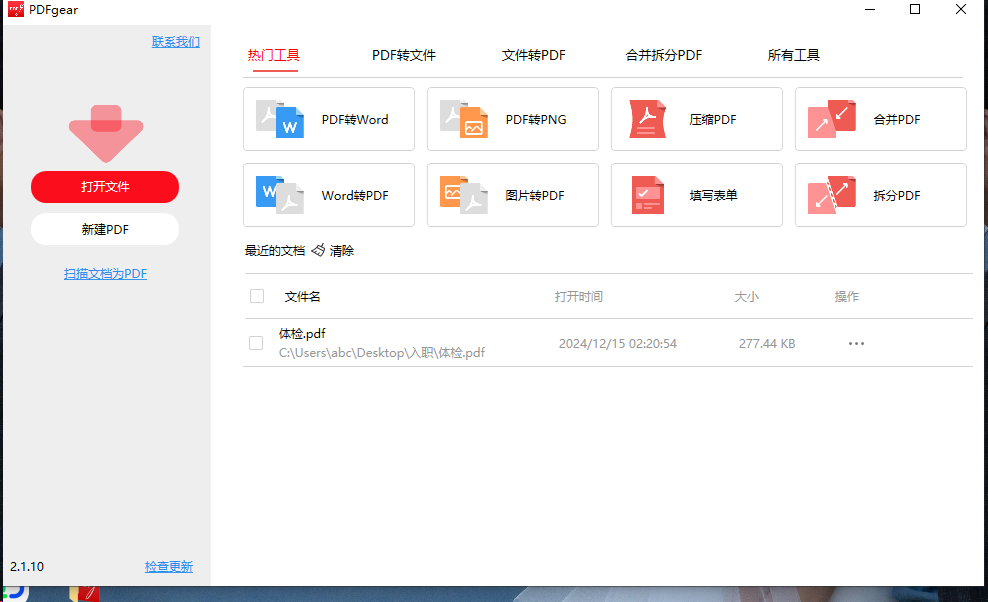 PDFgear
联系我们
打开文件
新建PDF
扫描文档为PDF
2.1.10
检查更新
热门工具
PDF转文件
文件转PDF
合并拆分PDF
所有工具
PDF转Word
PDF转PNG
压缩PDF
合并PDF
Word转PDF
图片转PDF
填写表单
拆分PDF
最近的文档 清除
文件名 打开时间 大小 操作
体检.pdf
C:\Users\abc\Desktop\入职\体检.pdf
2024/12/15 02:20:54 277.44 KB